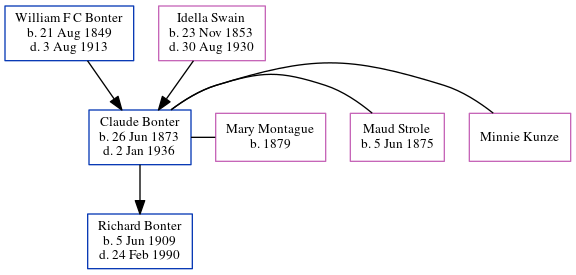 William F C Bonter
b. 21 Aug 1849
d. 3 Aug 1913
Idella Swain
b. 23 Nov 1853
d. 30 Aug 1930
Claude Bonter
b. 26 Jun 1873
d. 2 Jan 1936
Mary Montague
b. 1879
Maud Strole
b. 5 Jun 1875
Minnie Kunze
Richard Bonter
b. 5 Jun 1909
d. 24 Feb 1990